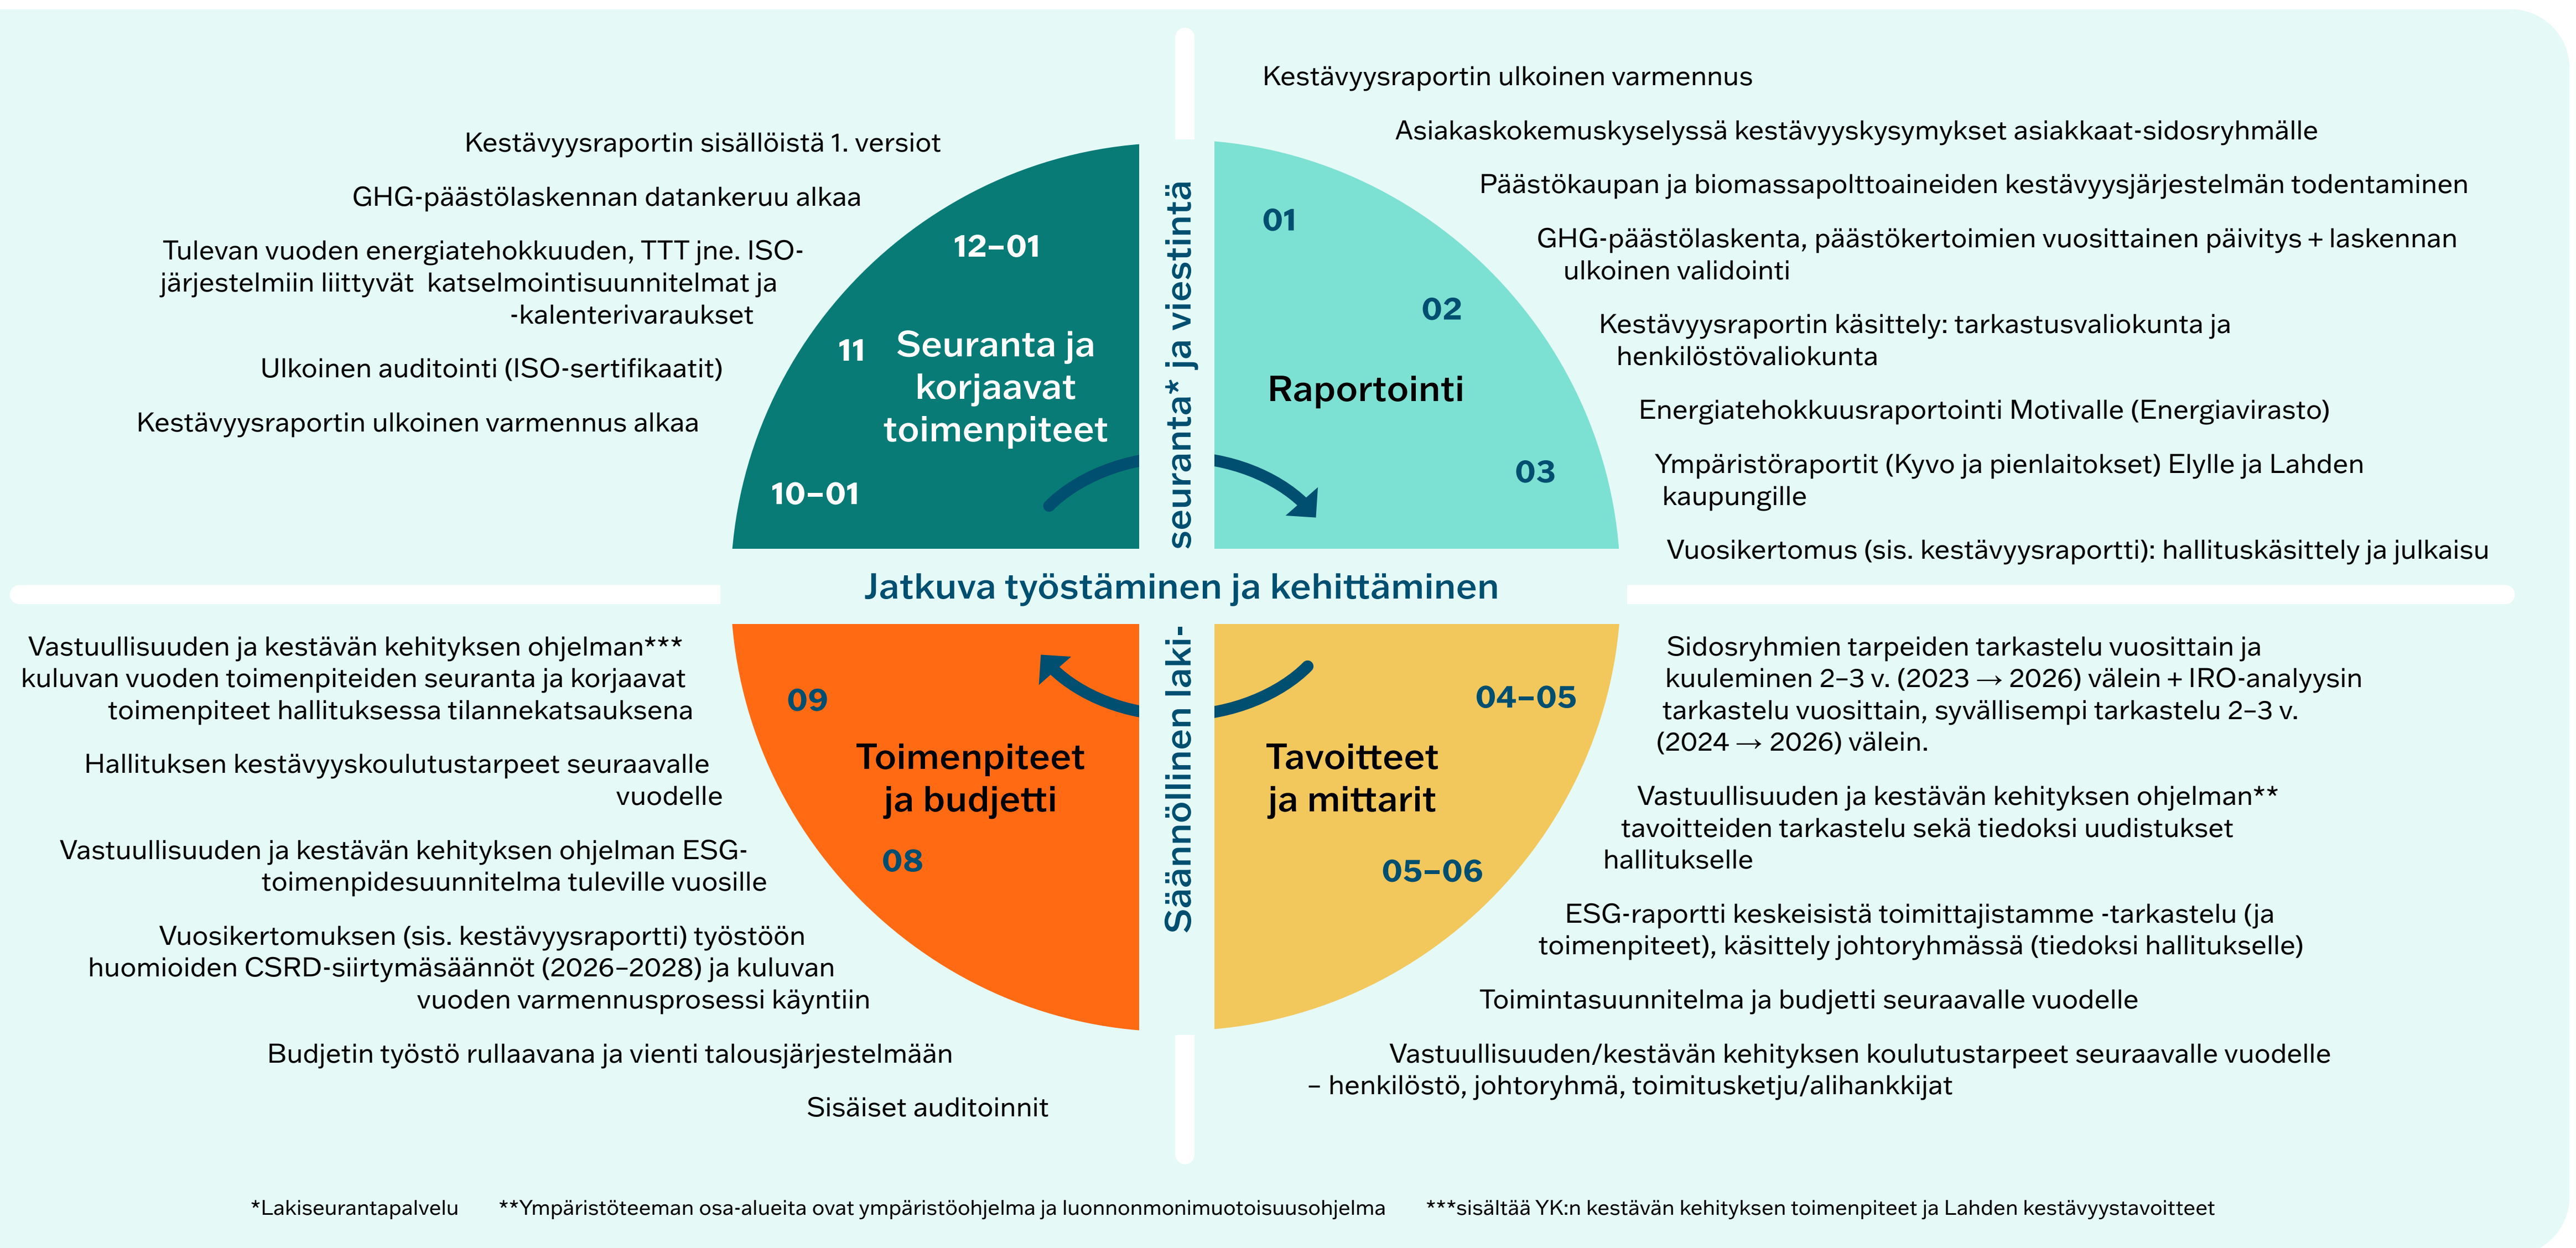 Kestävyysraportin ulkoinen varmennus
Asiakaskokemuskyselyssä kestävyyskysymykset asiakkaat-sidosryhmälle
Päästökaupan ja biomassapolttoaineiden kestävyysjärjestelmän todentaminen
GHG-päästölaskenta, päästökertoimien vuosittainen päivitys + laskennan
ulkoinen validointi
Kestävyysraportin käsittely: tarkastusvaliokunta ja
henkilöstövaliokunta
Energiatehokkuusraportointi Motivalle (Energiavirasto)
Ympäristöraportit (Kyvo ja pienlaitokset) Elylle ja Lahden
kaupungille
Vuosikertomus (sis. kestävyysraportti): hallituskäsittely ja julkaisu
01
02
Raportointi
03
Sidosryhmien tarpeiden tarkastelu vuosittain ja
kuuleminen 2–3 v. (2023 → 2026) välein + IRO-analyysin
tarkastelu vuosittain, syvällisempi tarkastelu 2–3 v.
(2024 → 2026) välein.
Vastuullisuuden ja kestävän kehityksen ohjelman**
tavoitteiden tarkastelu sekä tiedoksi uudistukset
hallitukselle
ESG-raportti keskeisistä toimittajistamme -tarkastelu (ja
toimenpiteet), käsittely johtoryhmässä (tiedoksi hallitukselle)
Toimintasuunnitelma ja budjetti seuraavalle vuodelle
Vastuullisuuden/kestävän kehityksen koulutustarpeet seuraavalle vuodelle
– henkilöstö, johtoryhmä, toimitusketju/alihankkijat
04–05
Tavoitteet
ja mittarit
05–06
Vastuullisuuden ja kestävän kehityksen ohjelman***
kuluvan vuoden toimenpiteiden seuranta ja korjaavat
toimenpiteet hallituksessa tilannekatsauksena
Hallituksen kestävyyskoulutustarpeet seuraavalle
vuodelle
Vastuullisuuden ja kestävän kehityksen ohjelman ESG-
toimenpidesuunnitelma tuleville vuosille
Vuosikertomuksen (sis. kestävyysraportti) työstöön
huomioiden CSRD-siirtymäsäännöt (2026–2028) ja kuluvan
vuoden varmennusprosessi käyntiin
Budjetin työstö rullaavana ja vienti talousjärjestelmään
Sisäiset auditoinnit
09
Toimenpiteet
ja budjetti
08
Kestävyysraportin sisällöistä 1. versiot
GHG-päästölaskennan datankeruu alkaa
Tulevan vuoden energiatehokkuuden, TTT jne. ISO-
järjestelmiin liittyvät katselmointisuunnitelmat ja
-kalenterivaraukset
Ulkoinen auditointi (ISO-sertifikaatit)
Kestävyysraportin ulkoinen varmennus alkaa
12–01
11
Seuranta ja
korjaavat
toimenpiteet
10–01
Jatkuva työstäminen ja kehittäminen
Säännöllinen laki-
seuranta* ja viestintä
*Lakiseurantapalvelu
**Ympäristöteeman osa-alueita ovat ympäristöohjelma ja luonnonmonimuotoisuusohjelma
***sisältää YK:n kestävän kehityksen toimenpiteet ja Lahden kestävyystavoitteet